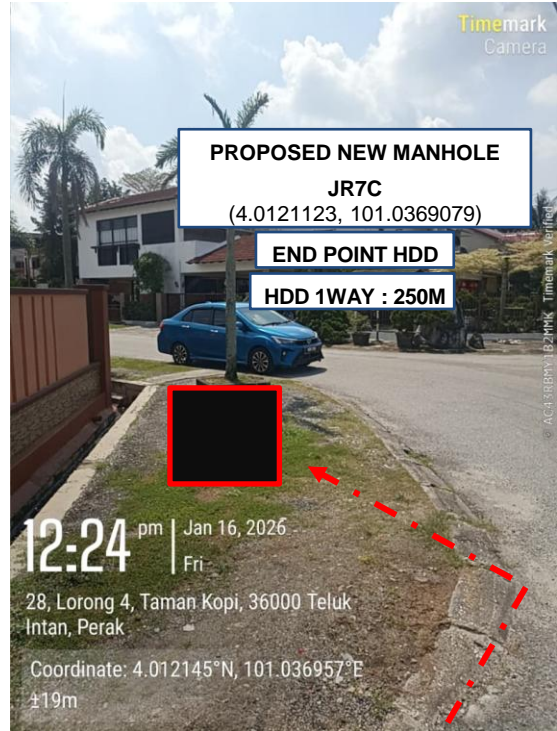 Timemark
Camera
PROPOSED NEW MANHOLE
JR7C
(4.0121123, 101.0369079)
END POINT HDD
HDD 1WAY : 250M
AC43RBMY41B2MMK Timemark Verified
12:24 pm
Jan 16, 2026
Fri
28, Lorong 4, Taman Kopi, 36000 Teluk
Intan, Perak
Coordinate: 4.012145°N, 101.036957°E
±19m